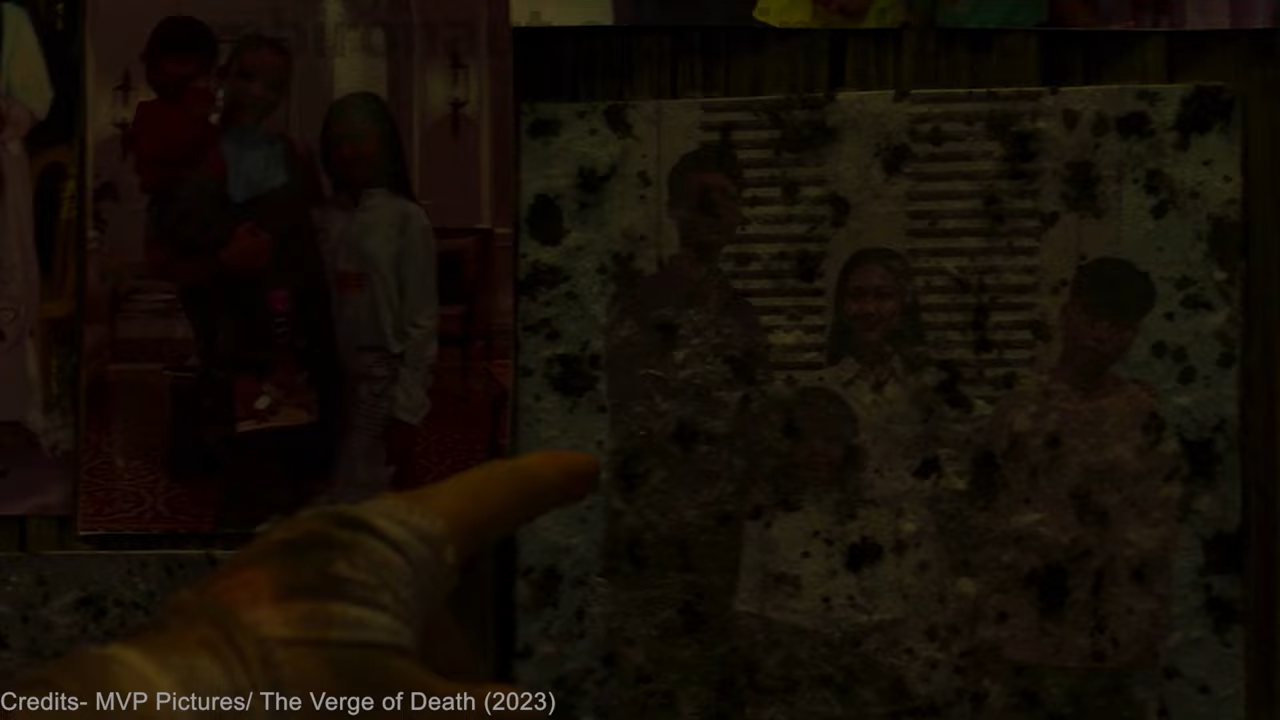 Credits- MVP Pictures/ The Verge of Death (2023)